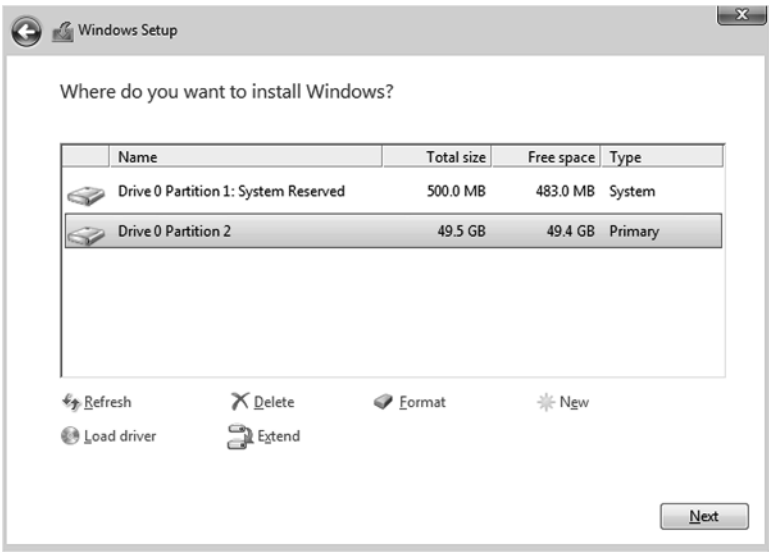 Windows Setup
Where do you want to install Windows?
Name Total size Free space Type
Drive 0 Partition 1: System Reserved 500.0 MB 483.0 MB System
Drive 0 Partition 2 49.5 GB 49.4 GB Primary
Refresh Delete Format New
Load driver Extend
Next